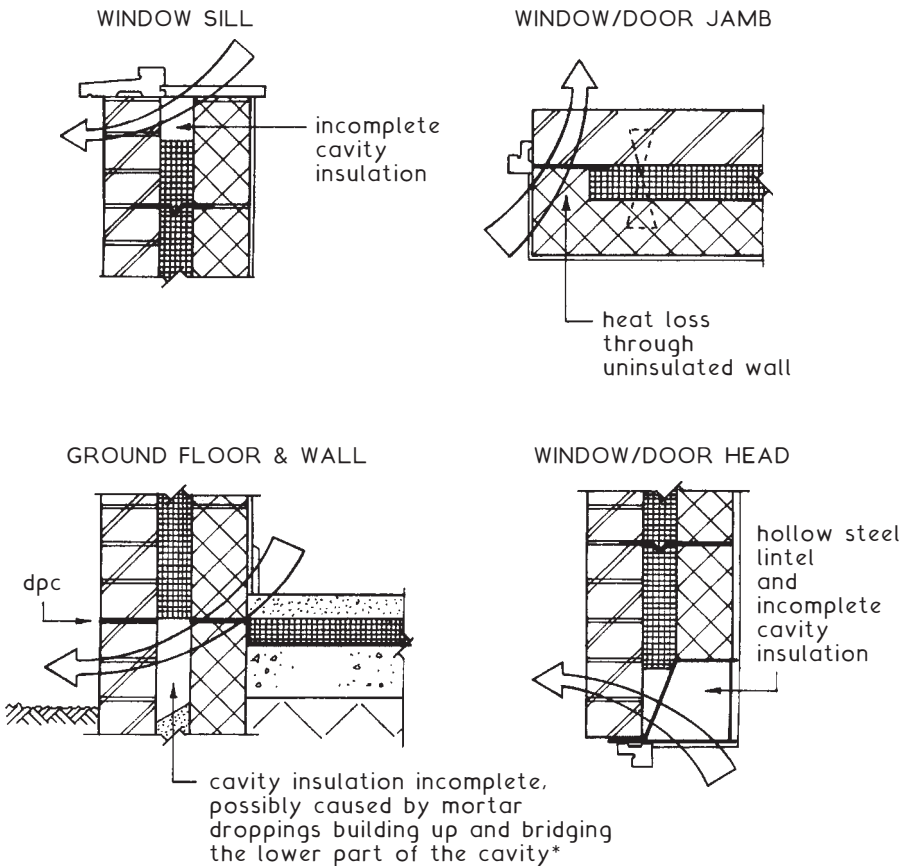 WINDOW SILL
incomplete
cavity
insulation
WINDOW/DOOR JAMB
heat loss
through
uninsulated wall
GROUND FLOOR & WALL
dpc
cavity insulation incomplete,
possibly caused by mortar
droppings building up and bridging
the lower part of the cavity*
WINDOW/DOOR HEAD
hollow steel
lintel
and
incomplete
cavity
insulation